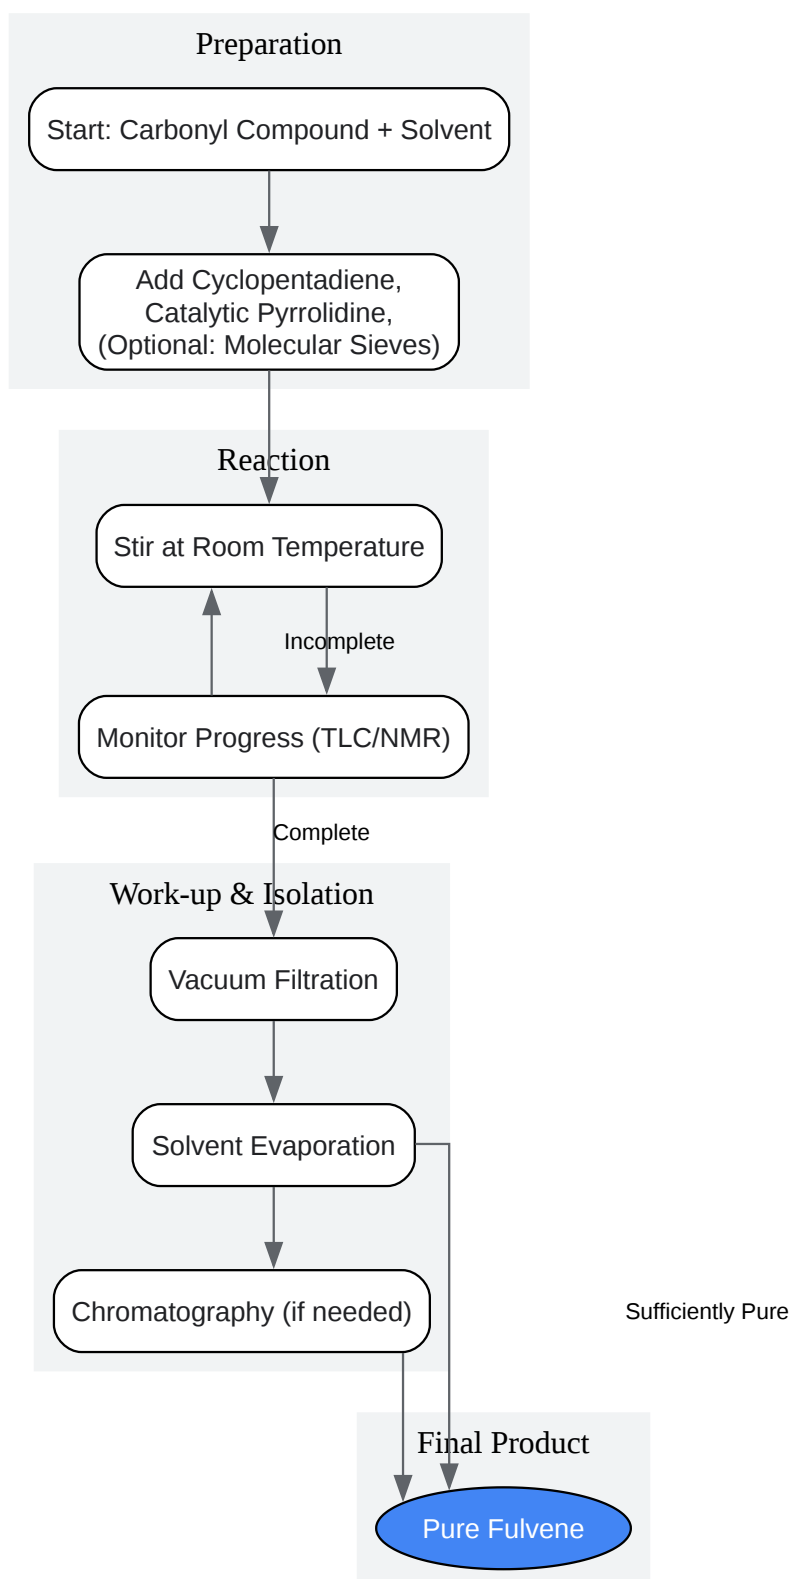 Preparation
Start: Carbonyl Compound + Solvent
Add Cyclopentadiene,
Catalytic Pyrrolidine,
(Optional: Molecular Sieves)
Reaction
Stir at Room Temperature
Incomplete
Monitor Progress (TLC/NMR)
Complete
Work-up & Isolation
Vacuum Filtration
Solvent Evaporation
Chromatography (if needed)
Sufficiently Pure
Final Product
Pure Fulvene